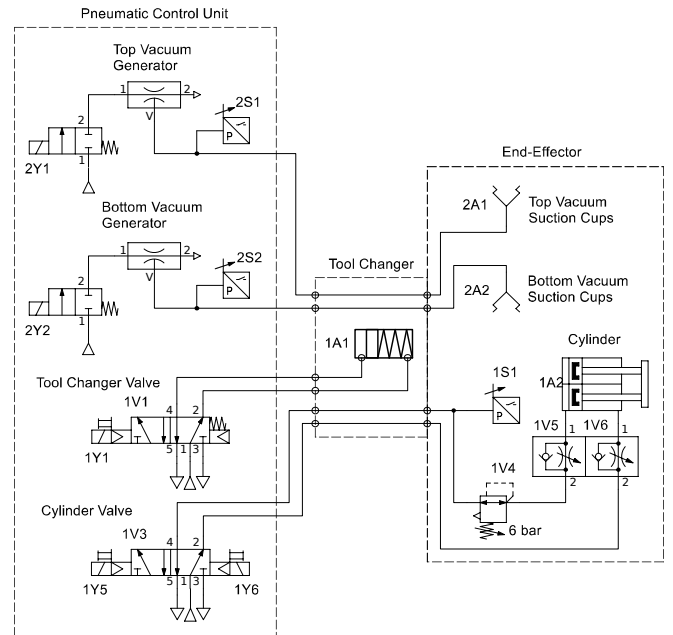 Pneumatic Control Unit
Top Vacuum
Generator
1
2
V
2S1
P
2
1
2Y1
End-Effector
2A1
Top Vacuum
Suction Cups
Bottom Vacuum
Generator
1
2
V
2S2
P
2
1
2Y2
Tool Changer
2A2
Bottom Vacuum
Suction Cups
1A1
Cylinder
1A2
1S1
P
Tool Changer Valve
1V1
4
2
5
1
3
1Y1
1V5
1V6
1
1
2
2
1V4
6 bar
Cylinder Valve
1V3
4
2
5
1
3
1Y5
1Y6